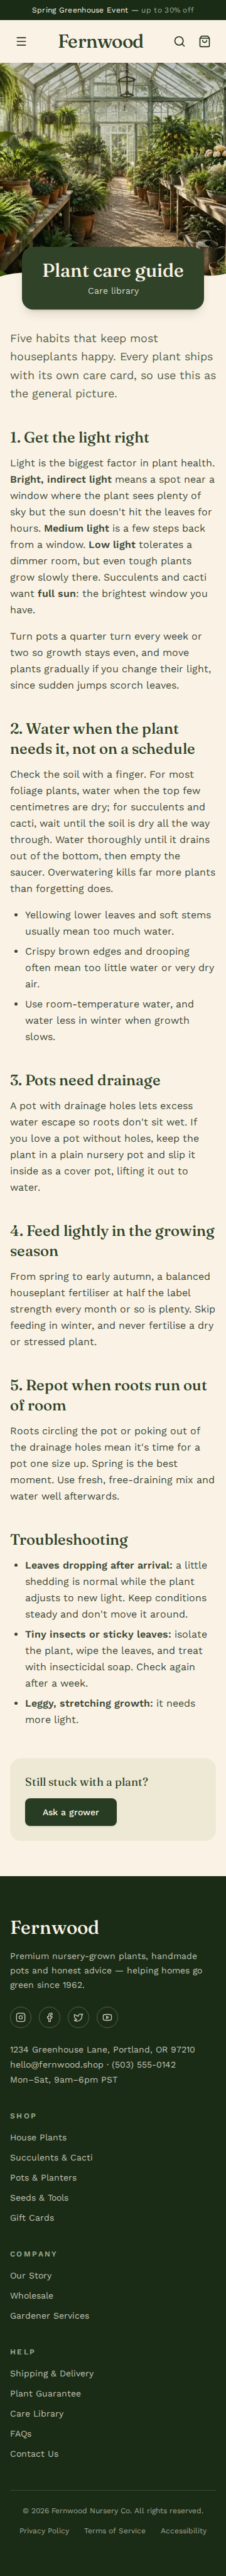 Spring Greenhouse Event — up to 30% off
Fernwood
Plant care guide
Care library
Five habits that keep most
houseplants happy. Every plant ships
with its own care card, so use this as
the general picture.
1. Get the light right
Light is the biggest factor in plant health.
Bright, indirect light means a spot near a
window where the plant sees plenty of
sky but the sun doesn't hit the leaves for
hours. Medium light is a few steps back
from a window. Low light tolerates a
dimmer room, but even tough plants
grow slowly there. Succulents and cacti
want full sun: the brightest window you
have.
Turn pots a quarter turn every week or
two so growth stays even, and move
plants gradually if you change their light,
since sudden jumps scorch leaves.
2. Water when the plant
needs it, not on a schedule
Check the soil with a finger. For most
foliage plants, water when the top few
centimetres are dry; for succulents and
cacti, wait until the soil is dry all the way
through. Water thoroughly until it drains
out of the bottom, then empty the
saucer. Overwatering kills far more plants
than forgetting does.
• Yellowing lower leaves and soft stems
usually mean too much water.
• Crispy brown edges and drooping
often mean too little water or very dry
air.
• Use room-temperature water, and
water less in winter when growth
slows.
3. Pots need drainage
A pot with drainage holes lets excess
water escape so roots don't sit wet. If
you love a pot without holes, keep the
plant in a plain nursery pot and slip it
inside as a cover pot, lifting it out to
water.
4. Feed lightly in the growing
season
From spring to early autumn, a balanced
houseplant fertiliser at half the label
strength every month or so is plenty. Skip
feeding in winter, and never fertilise a dry
or stressed plant.
5. Repot when roots run out
of room
Roots circling the pot or poking out of
the drainage holes mean it's time for a
pot one size up. Spring is the best
moment. Use fresh, free-draining mix and
water well afterwards.
Troubleshooting
• Leaves dropping after arrival: a little
shedding is normal while the plant
adjusts to new light. Keep conditions
steady and don't move it around.
• Tiny insects or sticky leaves: isolate
the plant, wipe the leaves, and treat
with insecticidal soap. Check again
after a week.
• Leggy, stretching growth: it needs
more light.
Still stuck with a plant?
Ask a grower
Fernwood
Premium nursery-grown plants, handmade
pots and honest advice — helping homes go
green since 1962.
1234 Greenhouse Lane, Portland, OR 97210
hello@fernwood.shop · (503) 555-0142
Mon–Sat, 9am–6pm PST
SHOP
House Plants
Succulents & Cacti
Pots & Planters
Seeds & Tools
Gift Cards
COMPANY
Our Story
Wholesale
Gardener Services
HELP
Shipping & Delivery
Plant Guarantee
Care Library
FAQs
Contact Us
© 2026 Fernwood Nursery Co. All rights reserved.
Privacy Policy Terms of Service Accessibility